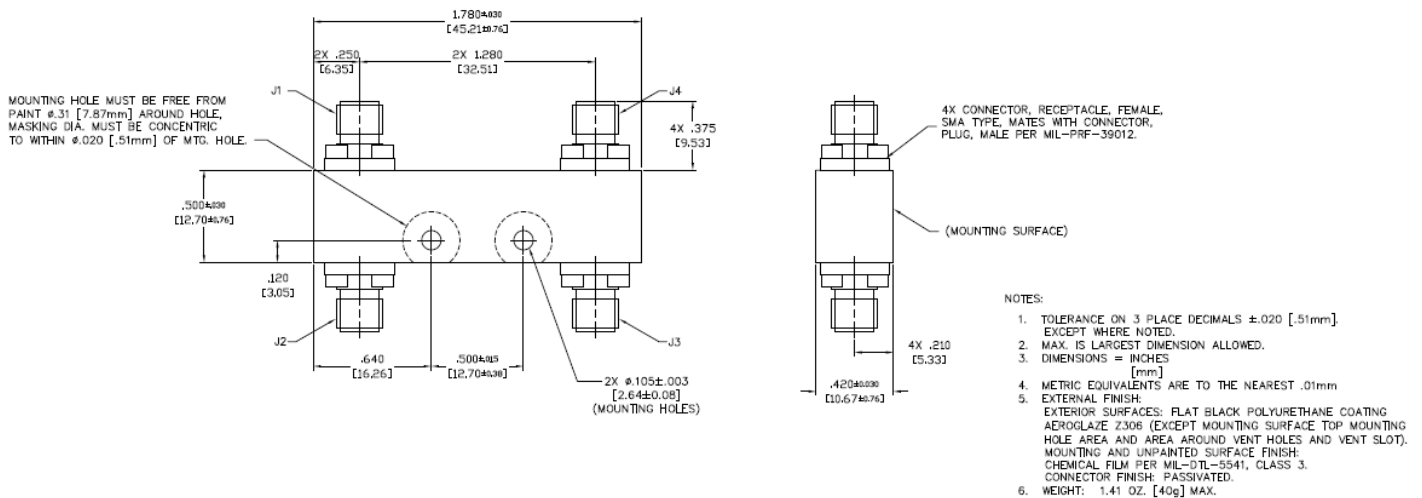 1.780±.030
[45.21±0.76]
2X .250
[6.35]
2X 1.280
[32.51]
J1
J4
MOUNTING HOLE MUST BE FREE FROM
PAINT ø.31 [7.87mm] AROUND HOLE,
MASKING DIA. MUST BE CONCENTRIC
TO WITHIN ø.020 [.51mm] OF MTG. HOLE.
4X .375
[9.53]
4X CONNECTOR, RECEPTACLE, FEMALE,
SMA TYPE, MATES WITH CONNECTOR,
PLUG, MALE PER MIL-PRF-39012.
.500±.030
[12.70±0.76]
(MOUNTING SURFACE)
.120
[3.05]
J2
J3
.640
[16.26]
.500±.015
[12.70±0.38]
2X ø.105±.003
[2.64±0.08]
(MOUNTING HOLES)
4X .210
[5.33]
.420±0.030
[10.67±0.76]
NOTES:
1. TOLERANCE ON 3 PLACE DECIMALS ±.020 [.51mm].
EXCEPT WHERE NOTED.
2. MAX. IS LARGEST DIMENSION ALLOWED.
3. DIMENSIONS = INCHES
[mm]
4. METRIC EQUIVALENTS ARE TO THE NEAREST .01mm
5. EXTERNAL FINISH:
EXTERIOR SURFACES: FLAT BLACK POLYURETHANE COATING
AEROGLAZE Z306 (EXCEPT MOUNTING SURFACE TOP MOUNTING
HOLE AREA AND AREA AROUND VENT HOLES AND VENT SLOT).
MOUNTING AND UNPAINTED SURFACE FINISH:
CHEMICAL FILM PER MIL-DTL-5541, CLASS 3.
CONNECTOR FINISH: PASSIVATED.
6. WEIGHT: 1.41 OZ. [40g] MAX.